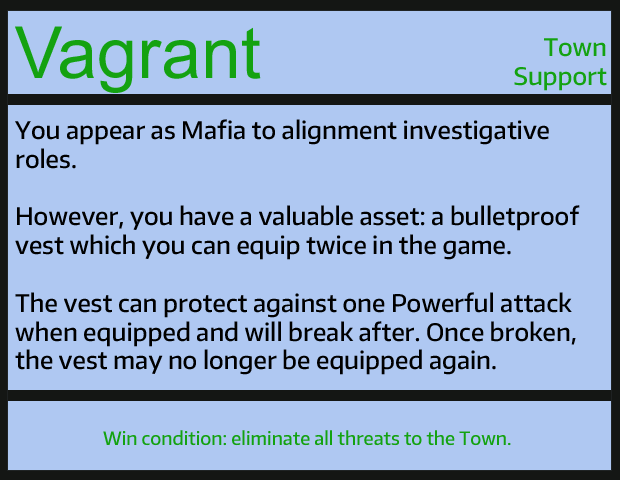 Vagrant
Town
Support
You appear as Mafia to alignment investigative
roles.
However, you have a valuable asset: a bulletproof
vest which you can equip twice in the game.
The vest can protect against one Powerful attack
when equipped and will break after. Once broken,
the vest may no longer be equipped again.
Win condition: eliminate all threats to the Town.